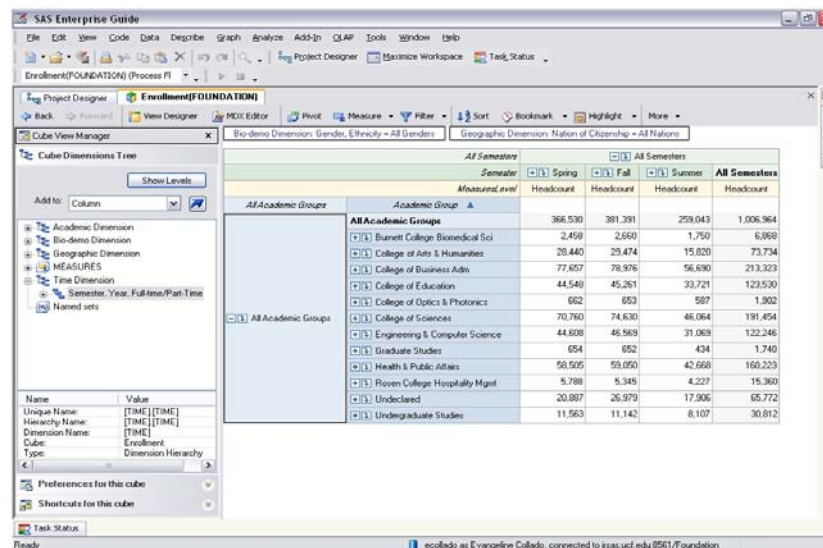 SAS Enterprise Guide
File Edit View Code Data Describe Graph Analyze Add-In OLAP Tools Window Help
Project Designer Maximize Workspace Task Status
Enrollment(FOUNDATION) (Process Fl
Project Designer Enrollment(FOUNDATION)
Back Forward View Designer MDX Editor Pivot Measure Filter Sort Bookmark Highlight More
Cube View Manager x
Bio-demo Dimension: Gender, Ethnicity = All Genders Geographic Dimension: Nation of Citizenship = All Nations
Cube Dimensions Tree
Show Levels
Add to: Column
Academic Dimension
Bio-demo Dimension
Geographic Dimension
MEASURES
Time Dimension
Semester, Year, Full-time/Part-Time
Named sets
All Semesters All Semesters
Semester Spring Fall Summer All Semesters
MeasuresLevel Headcount Headcount Headcount Headcount
All Academic Groups Academic Group
All Academic Groups 366,530 381,391 259,043 1,006,964
Burnett College Biomedical Sci 2,458 2,660 1,750 6,868
College of Arts & Humanities 28,440 29,474 15,820 73,734
College of Business Adm 77,657 78,976 56,690 213,323
College of Education 44,548 45,261 33,721 123,530
College of Optics & Photonics 662 653 587 1,902
All Academic Groups College of Sciences 70,760 74,630 46,064 191,454
Engineering & Computer Science 44,608 46,569 31,069 122,246
Graduate Studies 654 652 434 1,740
Health & Public Affairs 58,505 59,050 42,668 160,223
Rosen College Hospitality Mgmt 5,788 5,345 4,227 15,360
Undeclared 20,887 26,979 17,906 65,772
Undergraduate Studies 11,563 11,142 8,107 30,812
Name Value
Unique Name: [TIME].[TIME]
Hierarchy Name: [TIME].[TIME]
Dimension Name: [TIME]
Cube: Enrollment
Type: Dimension Hierarchy
Preferences for this cube
Shortcuts for this cube
Task Status
Ready ecollado as Evangeline Collado, connected to irsas.ucf.edu:8561/Foundation